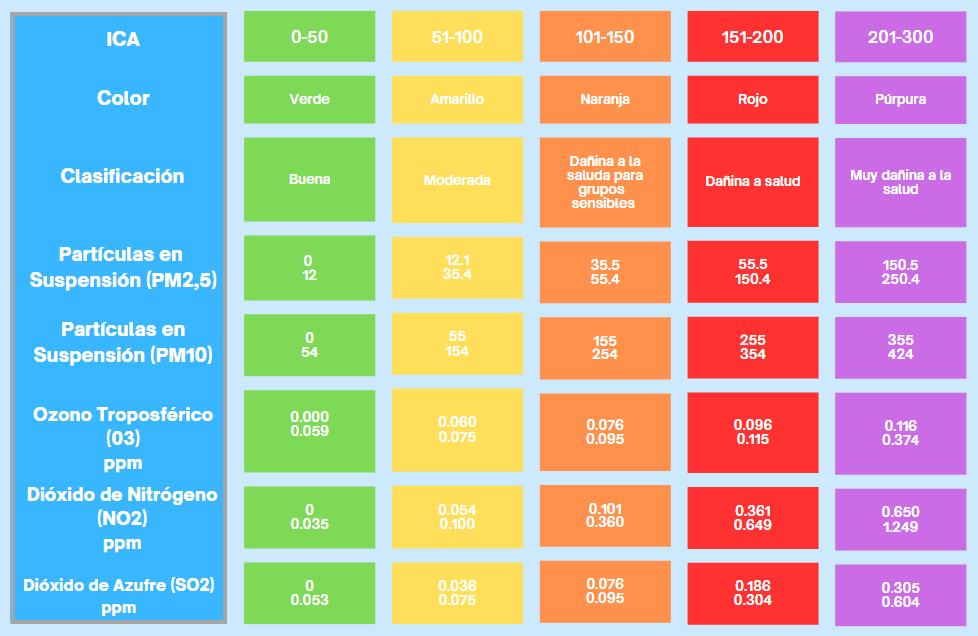 ICA
0-50
51-100
101-150
151-200
201-300
Color
Verde
Amarillo
Naranja
Rojo
Púrpura
Clasificación
Buena
Moderada
Dañina a la
saluda para
grupos
sensibles
Dañina a salud
Muy dañina a la
salud
Partículas en
Suspensión (PM2,5)
0
12
12.1
35.4
35.5
55.4
55.5
150.4
150.5
250.4
Partículas en
Suspensión (PM10)
0
54
55
154
155
254
255
354
355
424
Ozono Troposférico
(03)
ppm
0.000
0.059
0.060
0.075
0.076
0.095
0.096
0.115
0.116
0.374
Dióxido de Nitrógeno
(NO2)
ppm
0
0.035
0.054
0.100
0.101
0.360
0.361
0.649
0.650
1.249
Dióxido de Azufre (SO2)
ppm
0
0.053
0.036
0.075
0.076
0.095
0.186
0.304
0.305
0.604